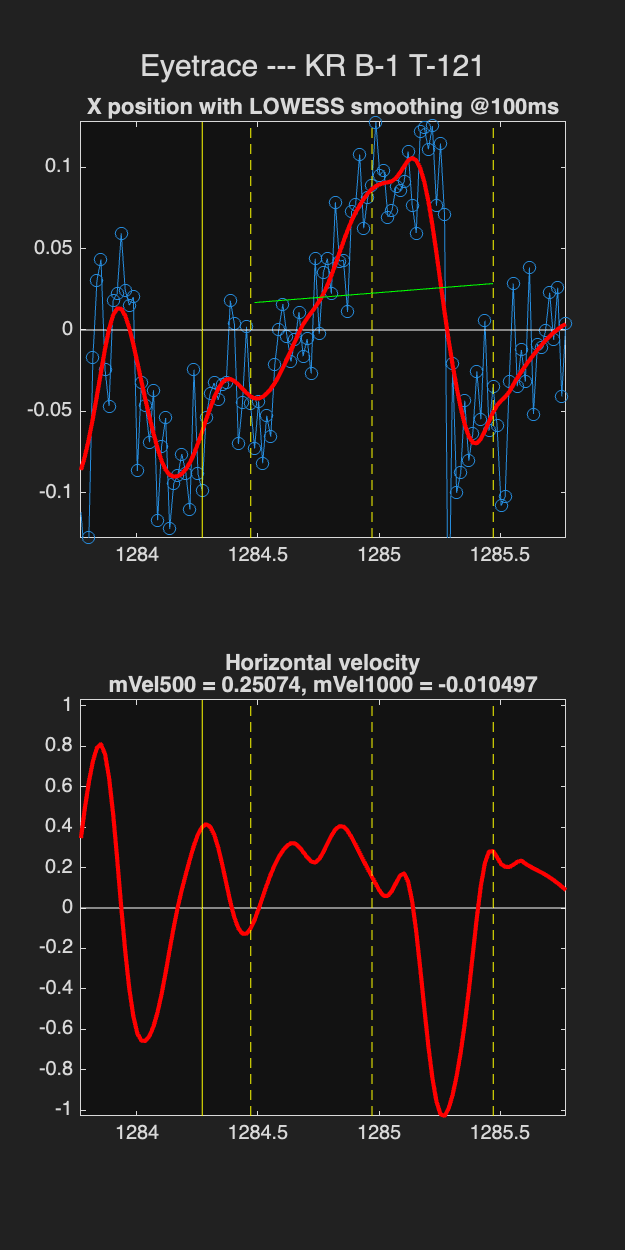 Eyetrace --- KR B-1 T-121
X position with LOWESS smoothing @100ms
0.1
0.05
0
-0.05
-0.1
1284 1284.5 1285 1285.5
Horizontal velocity
mVel500 = 0.25074, mVel1000 = -0.010497
1
0.8
0.6
0.4
0.2
0
-0.2
-0.4
-0.6
-0.8
-1
1284 1284.5 1285 1285.5